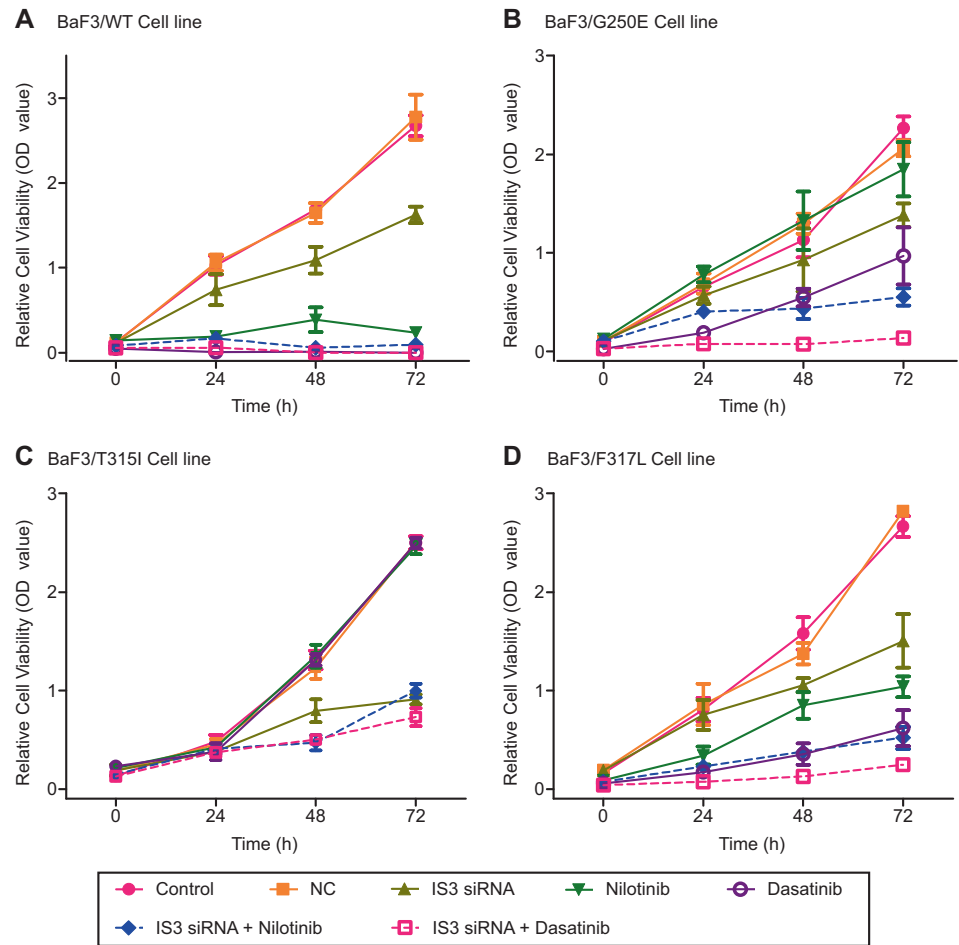 A BaF3/WT Cell line
Relative Cell Viability (OD value)
3
2
1
0
0 24 48 72
Time (h)
B BaF3/G250E Cell line
Relative Cell Viability (OD value)
3
2
1
0
0 24 48 72
Time (h)
C BaF3/T315I Cell line
Relative Cell Viability (OD value)
3
2
1
0
0 24 48 72
Time (h)
D BaF3/F317L Cell line
Relative Cell Viability (OD value)
3
2
1
0
0 24 48 72
Time (h)
Control NC IS3 siRNA Nilotinib Dasatinib
IS3 siRNA + Nilotinib IS3 siRNA + Dasatinib